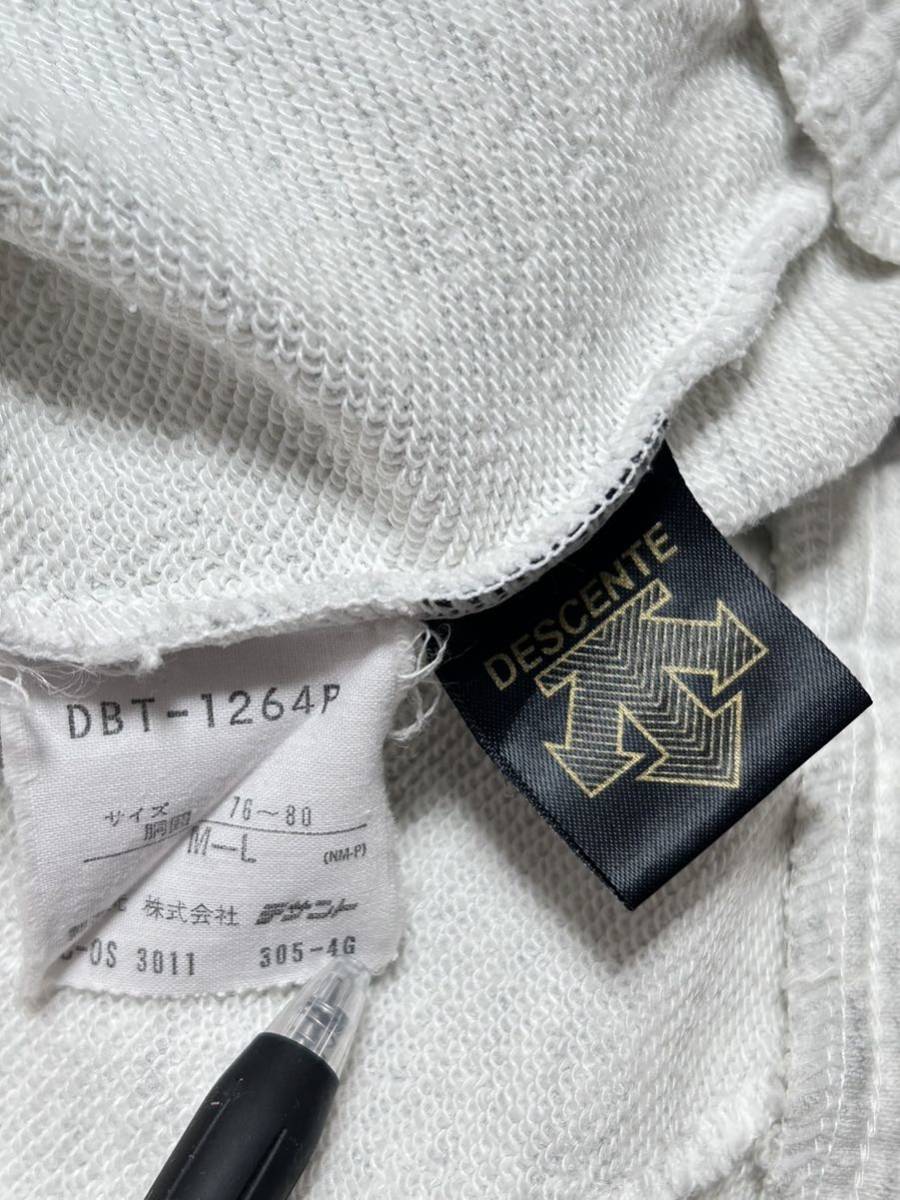 DBT-1264P
サイズ
胴囲 76~80
M-L (NM-P)
株式会社 デサント
-OS 3011 305-4G
DESCENTE